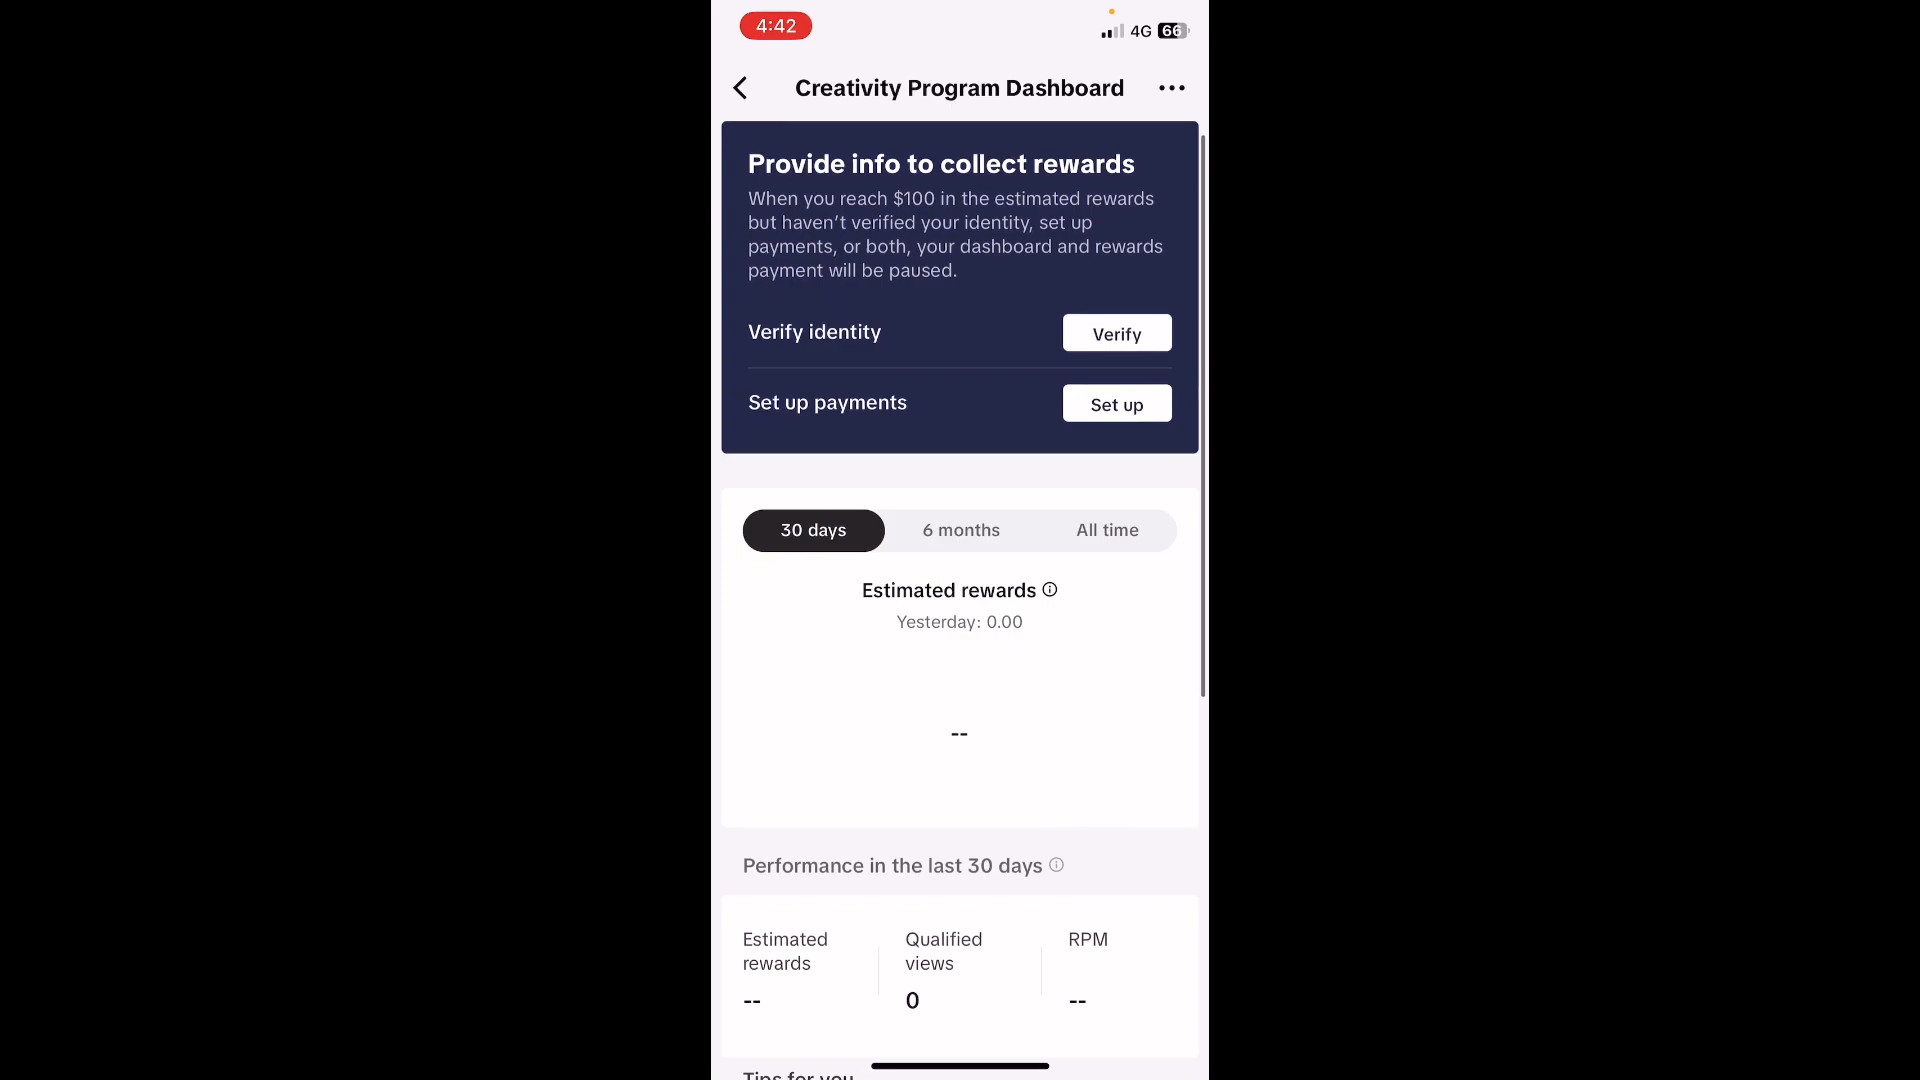 4:42
4G 66
Creativity Program Dashboard
Provide info to collect rewards
When you reach $100 in the estimated rewards
but haven’t verified your identity, set up
payments, or both, your dashboard and rewards
payment will be paused.
Verify identity
Verify
Set up payments
Set up
30 days
6 months
All time
Estimated rewards
Yesterday: 0.00
--
Performance in the last 30 days
Estimated
rewards
--
Qualified
views
0
RPM
--
Tips for you